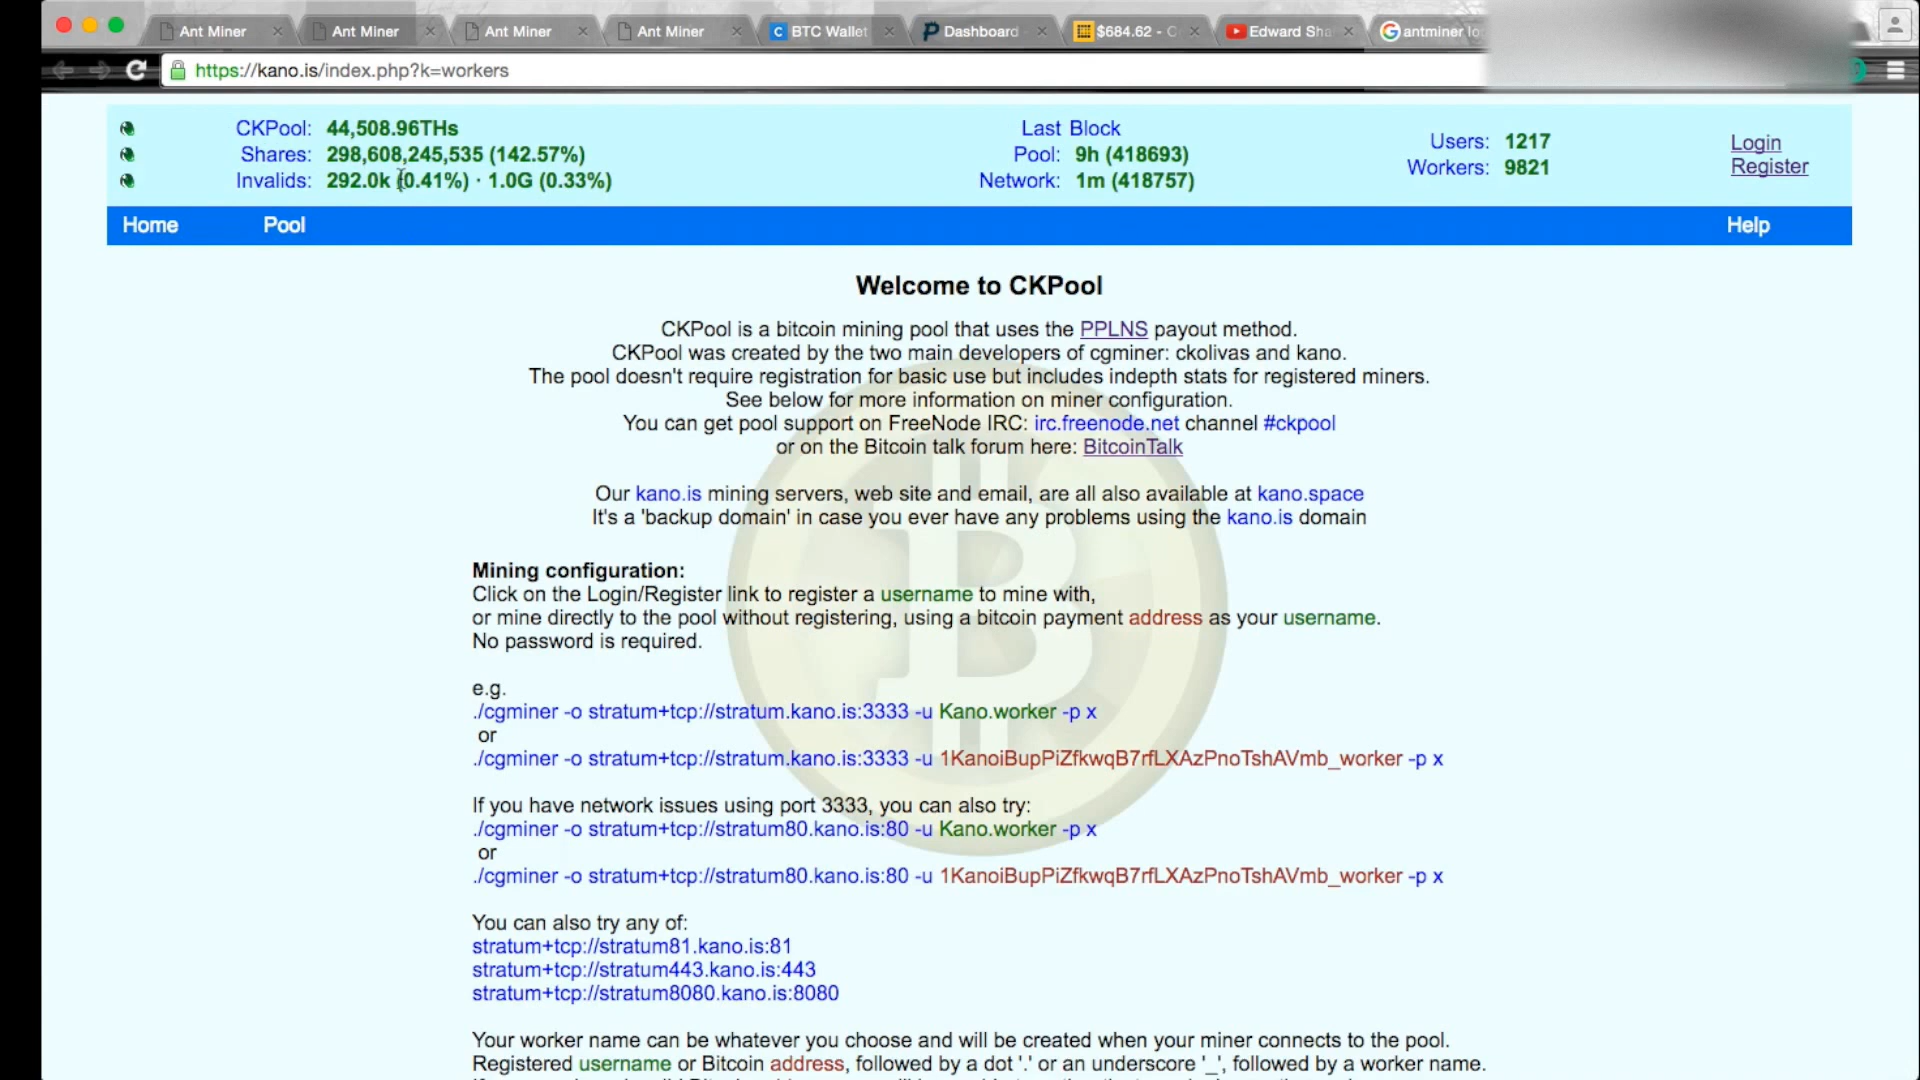 Ant Miner
Ant Miner
Ant Miner
Ant Miner
BTC Wallet
Dashboard
$684.62 - C
Edward Sha
antminer lo
https://kano.is/index.php?k=workers
CKPool: 44,508.96THs
Shares: 298,608,245,535 (142.57%)
Invalids: 292.0k (0.41%) · 1.0G (0.33%)
Last Block
Pool: 9h (418693)
Network: 1m (418757)
Users: 1217
Workers: 9821
Login
Register
Home Pool Help
Welcome to CKPool
CKPool is a bitcoin mining pool that uses the PPLNS payout method.
CKPool was created by the two main developers of cgminer: ckolivas and kano.
The pool doesn't require registration for basic use but includes indepth stats for registered miners.
See below for more information on miner configuration.
You can get pool support on FreeNode IRC: irc.freenode.net channel #ckpool
or on the Bitcoin talk forum here: BitcoinTalk
Our kano.is mining servers, web site and email, are all also available at kano.space
It's a 'backup domain' in case you ever have any problems using the kano.is domain
Mining configuration:
Click on the Login/Register link to register a username to mine with,
or mine directly to the pool without registering, using a bitcoin payment address as your username.
No password is required.
e.g.
./cgminer -o stratum+tcp://stratum.kano.is:3333 -u Kano.worker -p x
or
./cgminer -o stratum+tcp://stratum.kano.is:3333 -u 1KanoiBupPiZfkwqB7rfLXAzPnoTshAVmb_worker -p x
If you have network issues using port 3333, you can also try:
./cgminer -o stratum+tcp://stratum80.kano.is:80 -u Kano.worker -p x
or
./cgminer -o stratum+tcp://stratum80.kano.is:80 -u 1KanoiBupPiZfkwqB7rfLXAzPnoTshAVmb_worker -p x
You can also try any of:
stratum+tcp://stratum81.kano.is:81
stratum+tcp://stratum443.kano.is:443
stratum+tcp://stratum8080.kano.is:8080
Your worker name can be whatever you choose and will be created when your miner connects to the pool.
Registered username or Bitcoin address, followed by a dot '.' or an underscore '_', followed by a worker name.